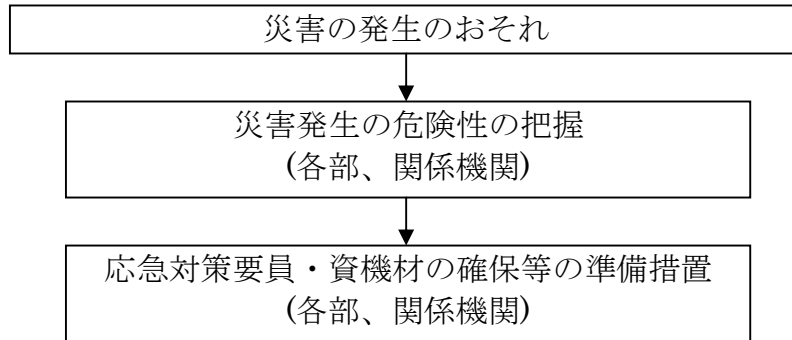 災害の発生のおそれ
災害発生の危険性の把握
(各部、関係機関)
応急対策要員・資機材の確保等の準備措置
(各部、関係機関)